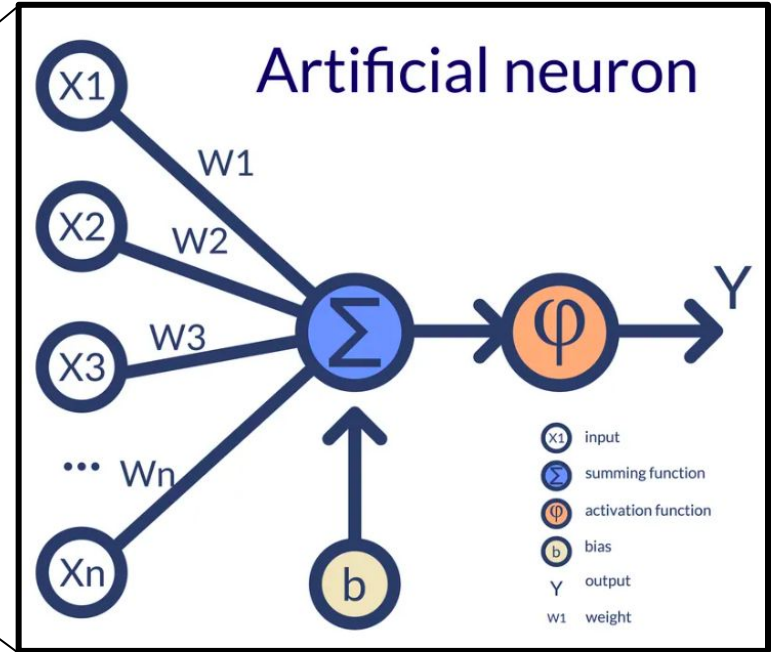 Artificial neuron
X1
W1
X2
W2
X3
W3
...
Wn
Xn
Σ
φ
Y
b
X1 input
Σ summing function
φ activation function
b bias
Y output
W1 weight